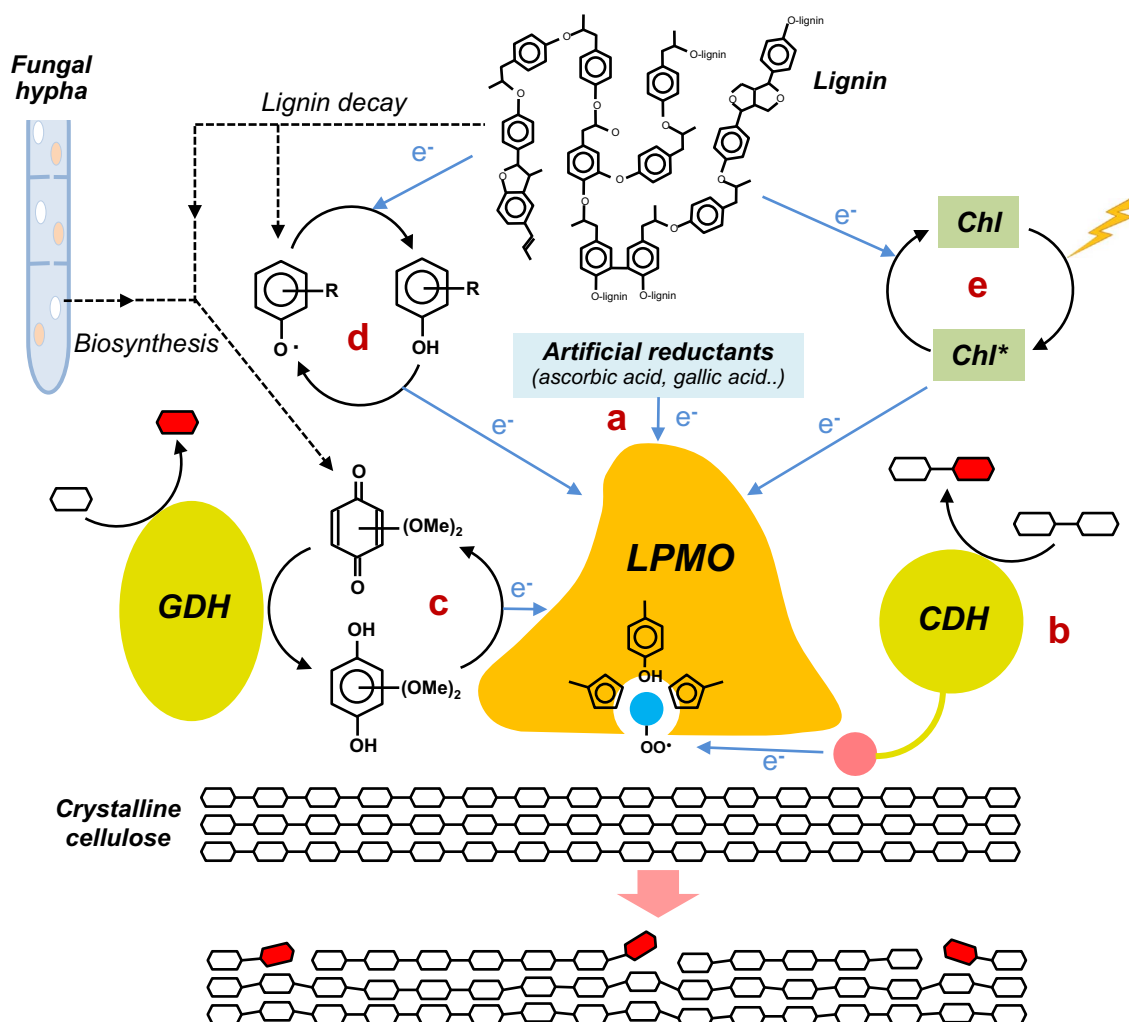 O-lignin
Fungal
hypha
Lignin decay
O
O
O
O-lignin
Lignin
O
O
O
O
O
O
e-
O
O
O
O
O
O
e-
Chl
e
O-lignin
O-lignin
R
R
d
O·
OH
Biosynthesis
Artificial reductants
(ascorbic acid, gallic acid..)
Chl*
e-
a
e-
e-
O
(OMe)2
O
LPMO
GDH
c
e-
CDH
b
OH
(OMe)2
OH
OH
OO•
e-
Crystalline
cellulose